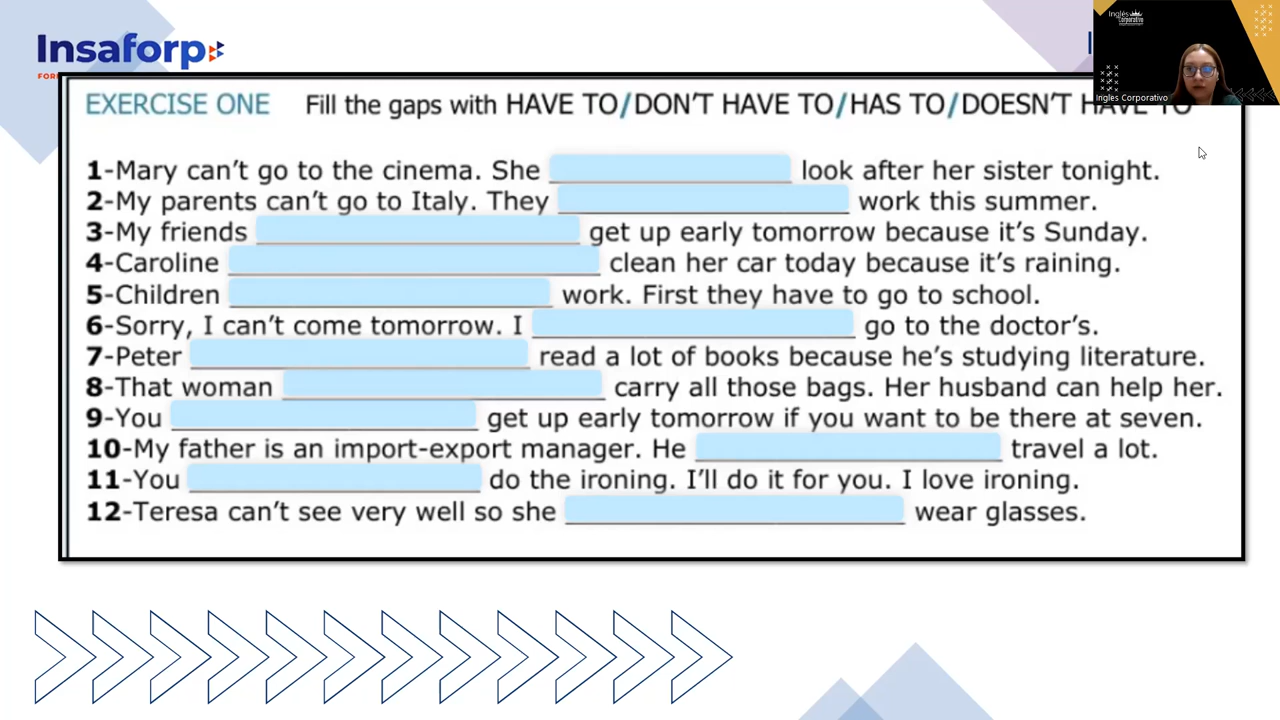 Insaforp
Inglés
Corporativo
Ingles Corporativo
EXERCISE ONE Fill the gaps with HAVE TO/DON'T HAVE TO/HAS TO/DOESN'T HAVE TO
1-Mary can't go to the cinema. She look after her sister tonight.
2-My parents can't go to Italy. They work this summer.
3-My friends get up early tomorrow because it's Sunday.
4-Caroline clean her car today because it's raining.
5-Children work. First they have to go to school.
6-Sorry, I can't come tomorrow. I go to the doctor's.
7-Peter read a lot of books because he's studying literature.
8-That woman carry all those bags. Her husband can help her.
9-You get up early tomorrow if you want to be there at seven.
10-My father is an import-export manager. He travel a lot.
11-You do the ironing. I'll do it for you. I love ironing.
12-Teresa can't see very well so she wear glasses.